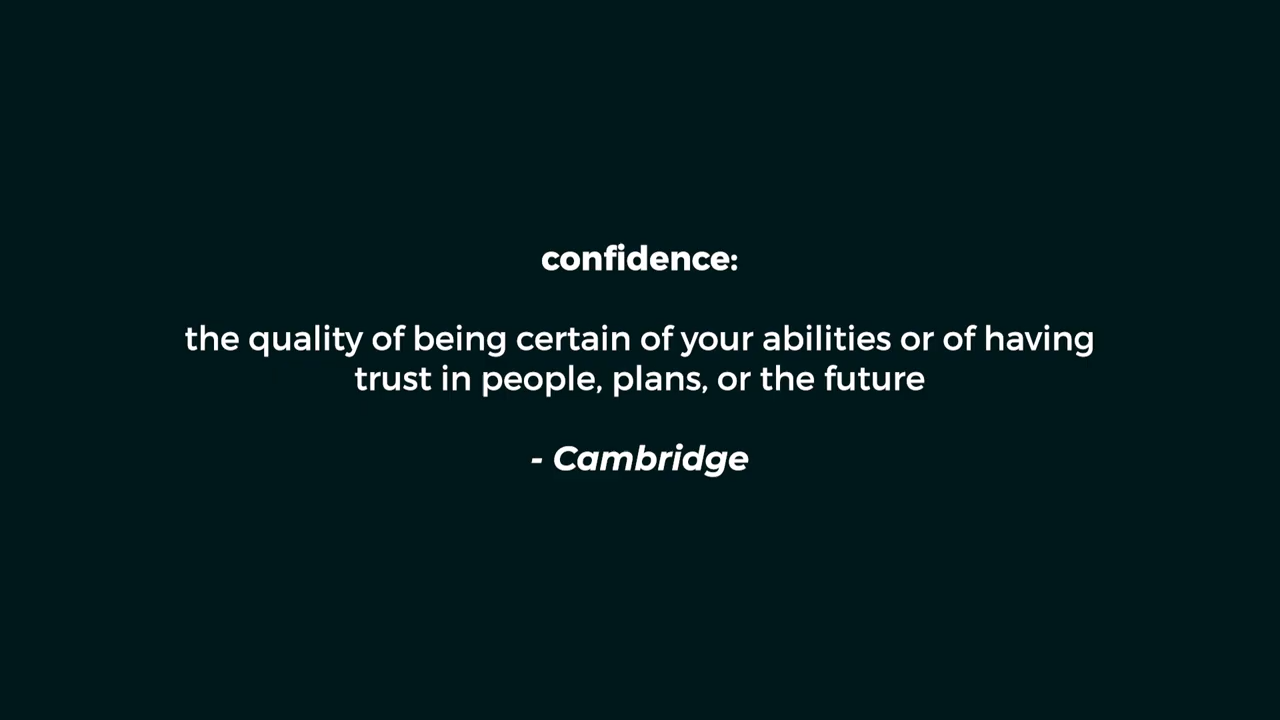 confidence:
the quality of being certain of your abilities or of having
trust in people, plans, or the future
- Cambridge